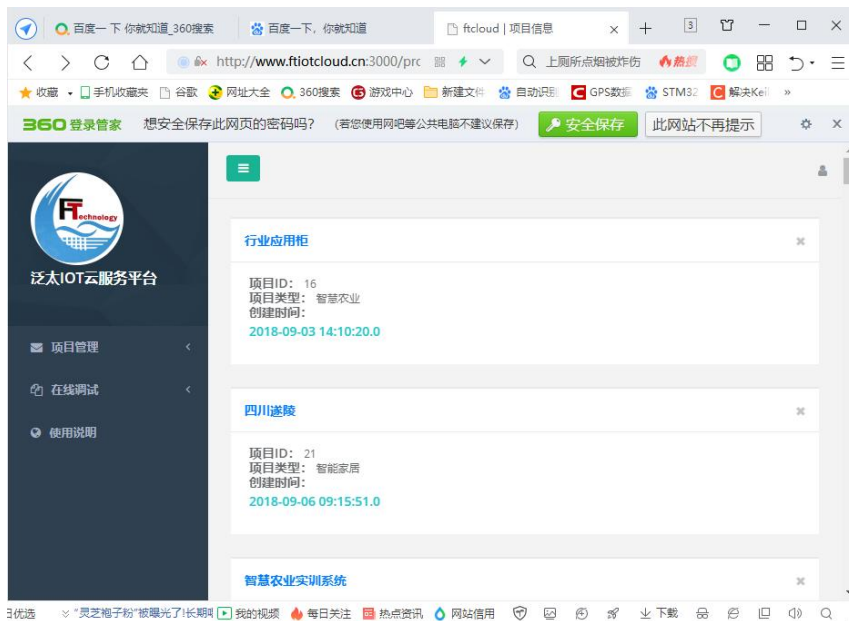 百度一下 你就知道_360搜索
百度一下，你就知道
ftcloud | 项目信息
3
http://www.ftiotcloud.cn:3000/prc
上厕所点烟被炸伤
热搜
收藏
手机收藏夹
谷歌
网址大全
360搜索
游戏中心
新建文件
自动识别
GPS数据
STM32
解决Keil
»
360登录管家
想安全保存此网页的密码吗?
(若您使用网吧等公共电脑不建议保存)
安全保存
此网站不再提示
FT
echnology
泛太IOT云服务平台
项目管理
在线调试
使用说明
行业应用柜
项目ID： 16
项目类型： 智慧农业
创建时间：
2018-09-03 14:10:20.0
四川遂陵
项目ID： 21
项目类型： 智能家居
创建时间：
2018-09-06 09:15:51.0
智慧农业实训系统
日优选
“灵芝孢子粉”被曝光了!长期
我的视频
每日关注
热点资讯
网站信用
下载